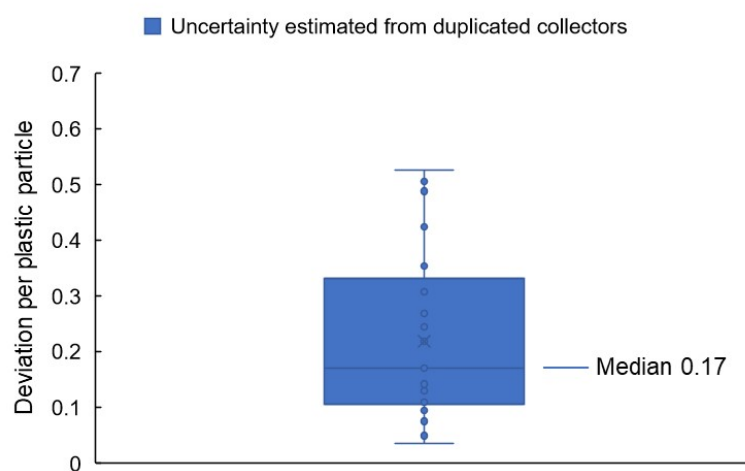 Uncertainty estimated from duplicated collectors
0.7
0.6
0.5
0.4
0.3
0.2
0.1
0
Deviation per plastic particle
Median 0.17